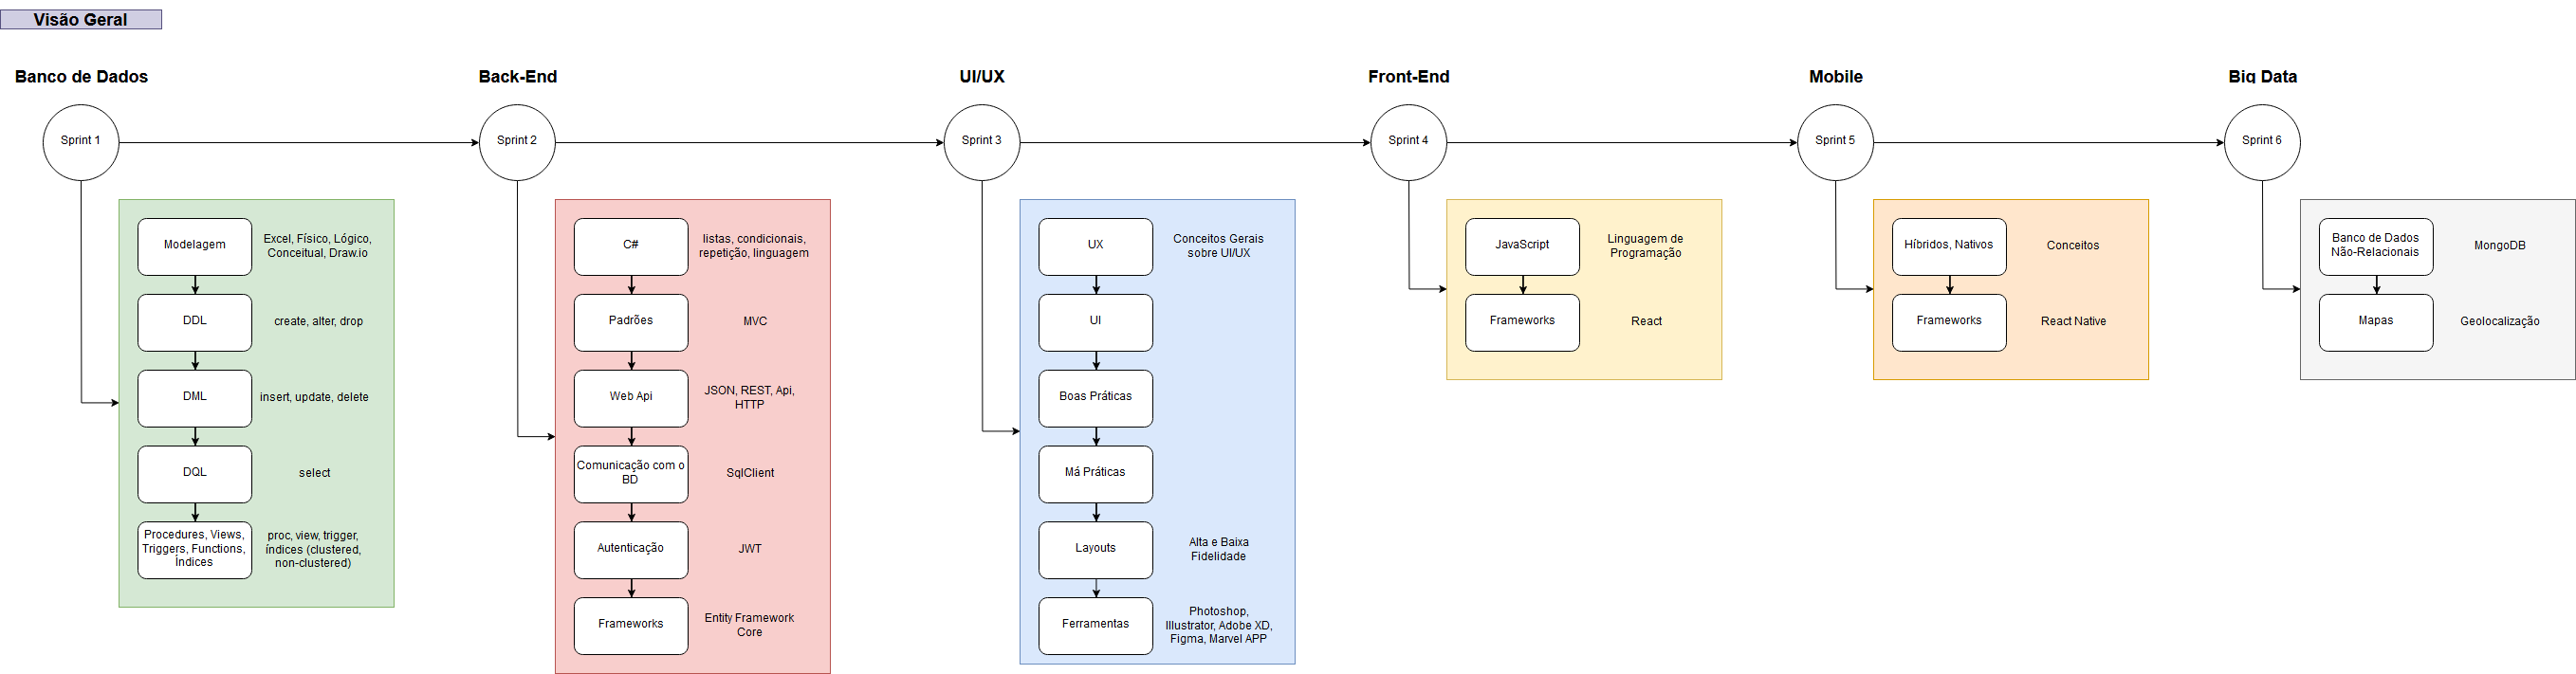 Visão Geral
Banco de Dados
Back-End
UI/UX
Front-End
Mobile
Big Data
Sprint 1
Sprint 2
Sprint 3
Sprint 4
Sprint 5
Sprint 6
Modelagem
Excel, Físico, Lógico,
Conceitual, Draw.io
DDL
create, alter, drop
DML
insert, update, delete
DQL
select
Procedures, Views,
Triggers, Functions,
Índices
proc, view, trigger,
índices (clustered,
non-clustered)
C#
listas, condicionais,
repetição, linguagem
Padrões
MVC
Web Api
JSON, REST, Api,
HTTP
Comunicação com o
BD
SqlClient
Autenticação
JWT
Frameworks
Entity Framework
Core
UX
Conceitos Gerais
sobre UI/UX
UI
Boas Práticas
Má Práticas
Layouts
Alta e Baixa
Fidelidade
Ferramentas
Photoshop,
Illustrator, Adobe XD,
Figma, Marvel APP
JavaScript
Linguagem de
Programação
Frameworks
React
Híbridos, Nativos
Conceitos
Frameworks
React Native
Banco de Dados
Não-Relacionais
MongoDB
Mapas
Geolocalização